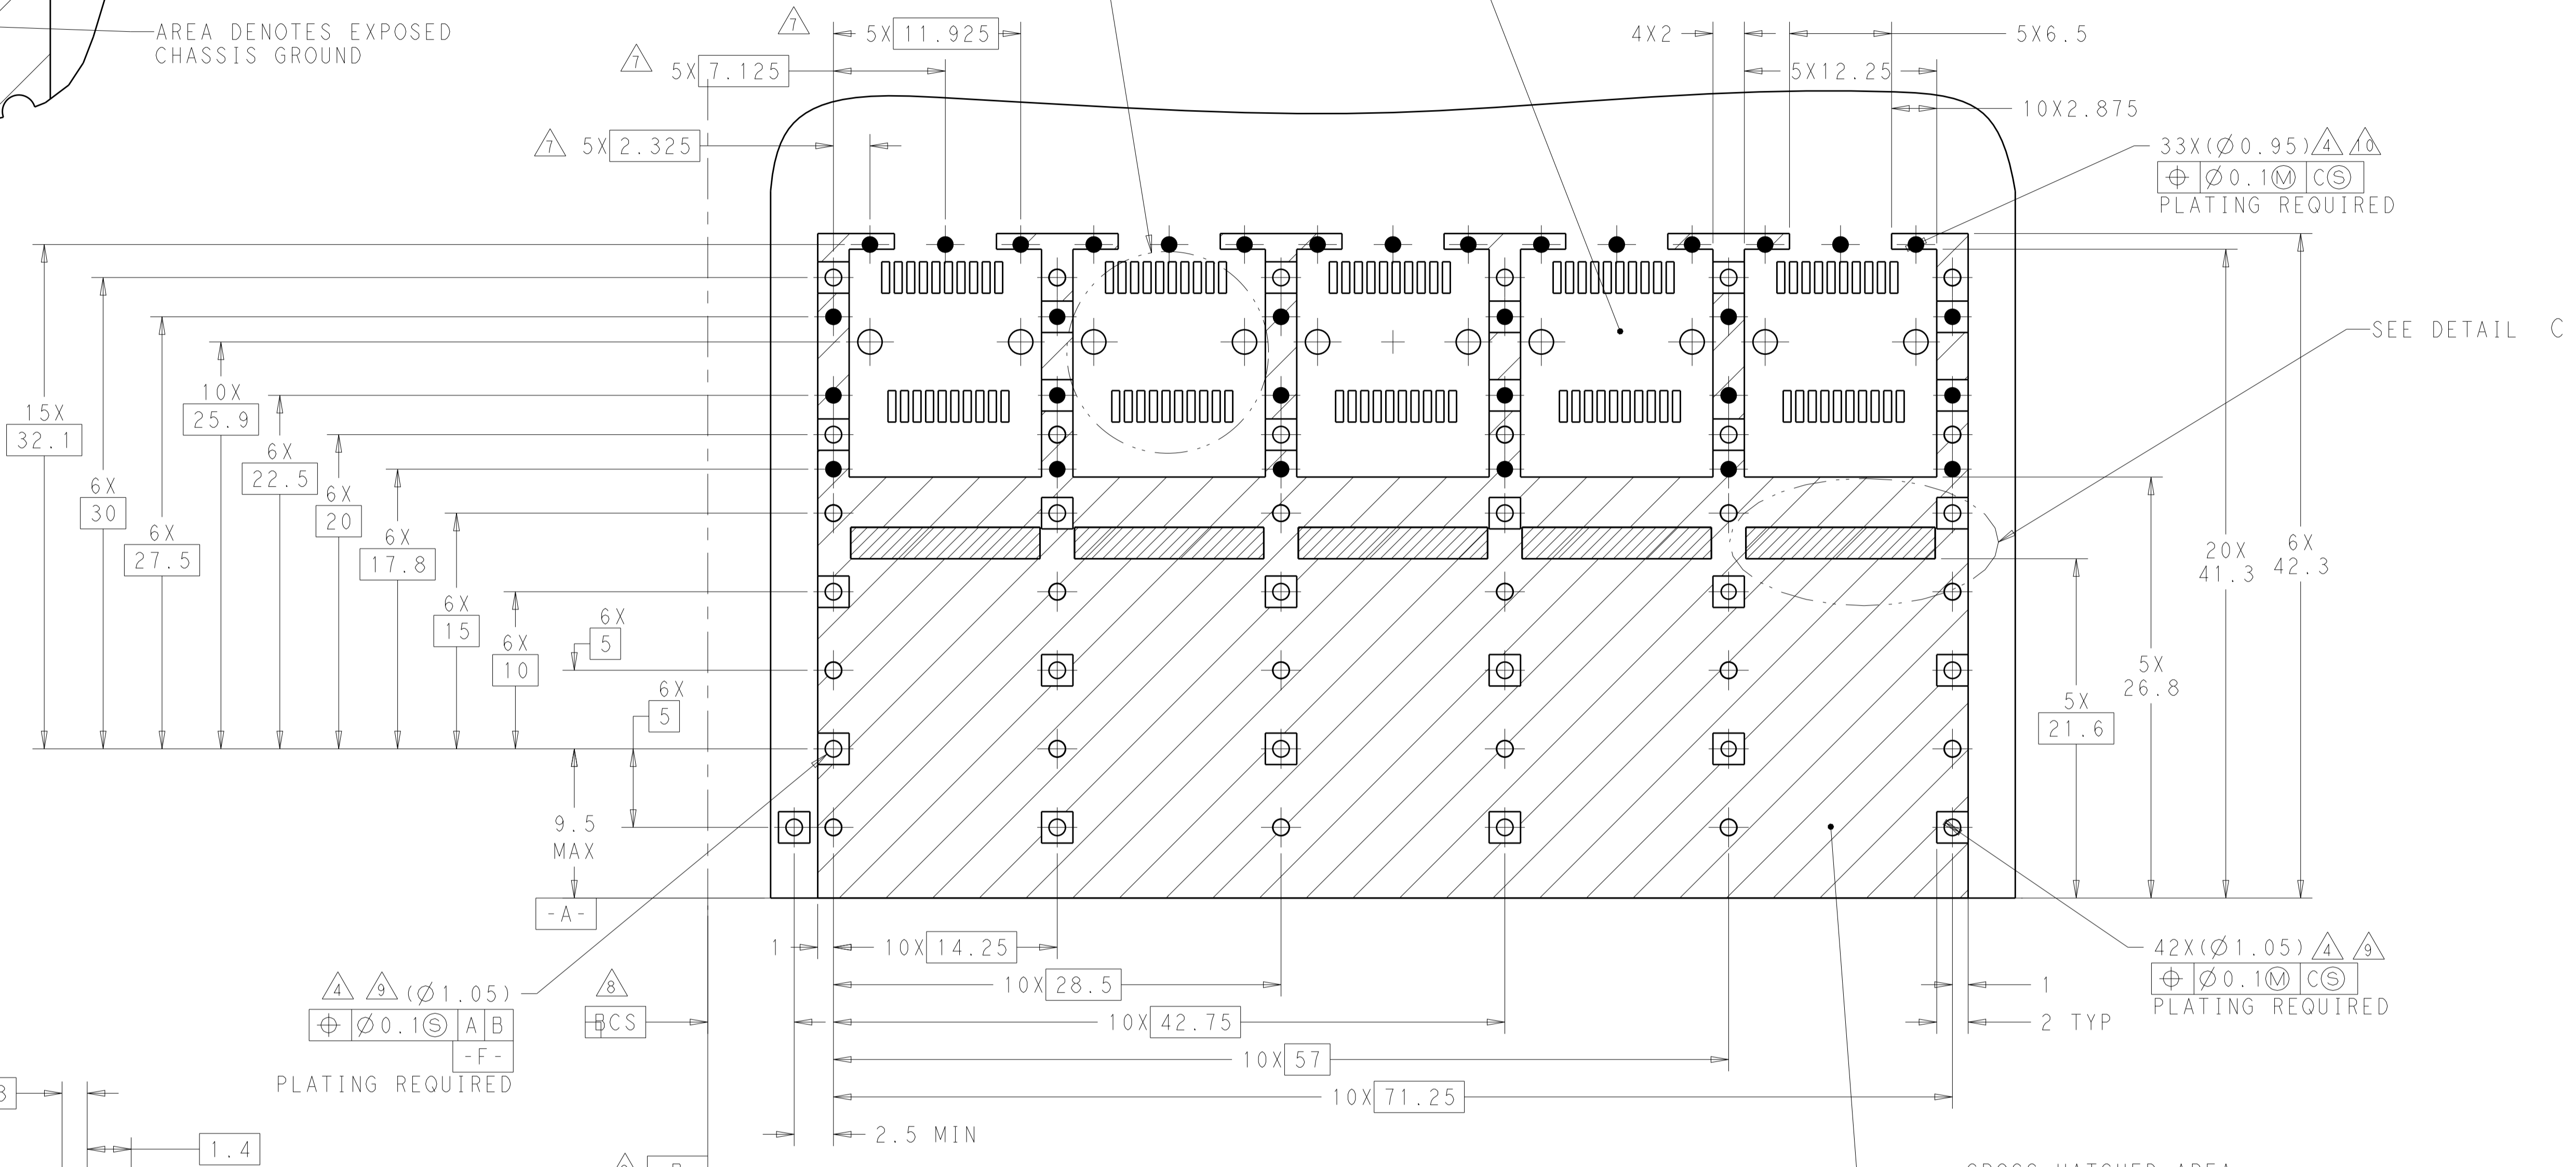 AREA DENOTES EXPOSED
CHASSIS GROUND
7
5X 11.925
7
5X 7.125
7
5X 2.325
4X2
5X6.5
5X12.25
10X2.875
33X(Ø0.95) 4 10
⌖ Ø0.1Ⓜ CⓈ
PLATING REQUIRED
SEE DETAIL C
15X
32.1
6X
30
6X
27.5
10X
25.9
6X
22.5
6X
20
6X
17.8
6X
15
6X
10
6X
5
6X
5
9.5
MAX
-A-
20X
41.3
6X
42.3
5X
26.8
5X
21.6
1
10X 14.25
10X 28.5
10X 42.75
10X 57
10X 71.25
2.5 MIN
4 9 (Ø1.05)
⌖ Ø0.1Ⓢ A B
-F-
PLATING REQUIRED
8
BCS
42X(Ø1.05) 4 9
⌖ Ø0.1Ⓜ CⓈ
PLATING REQUIRED
1
2 TYP
1.4